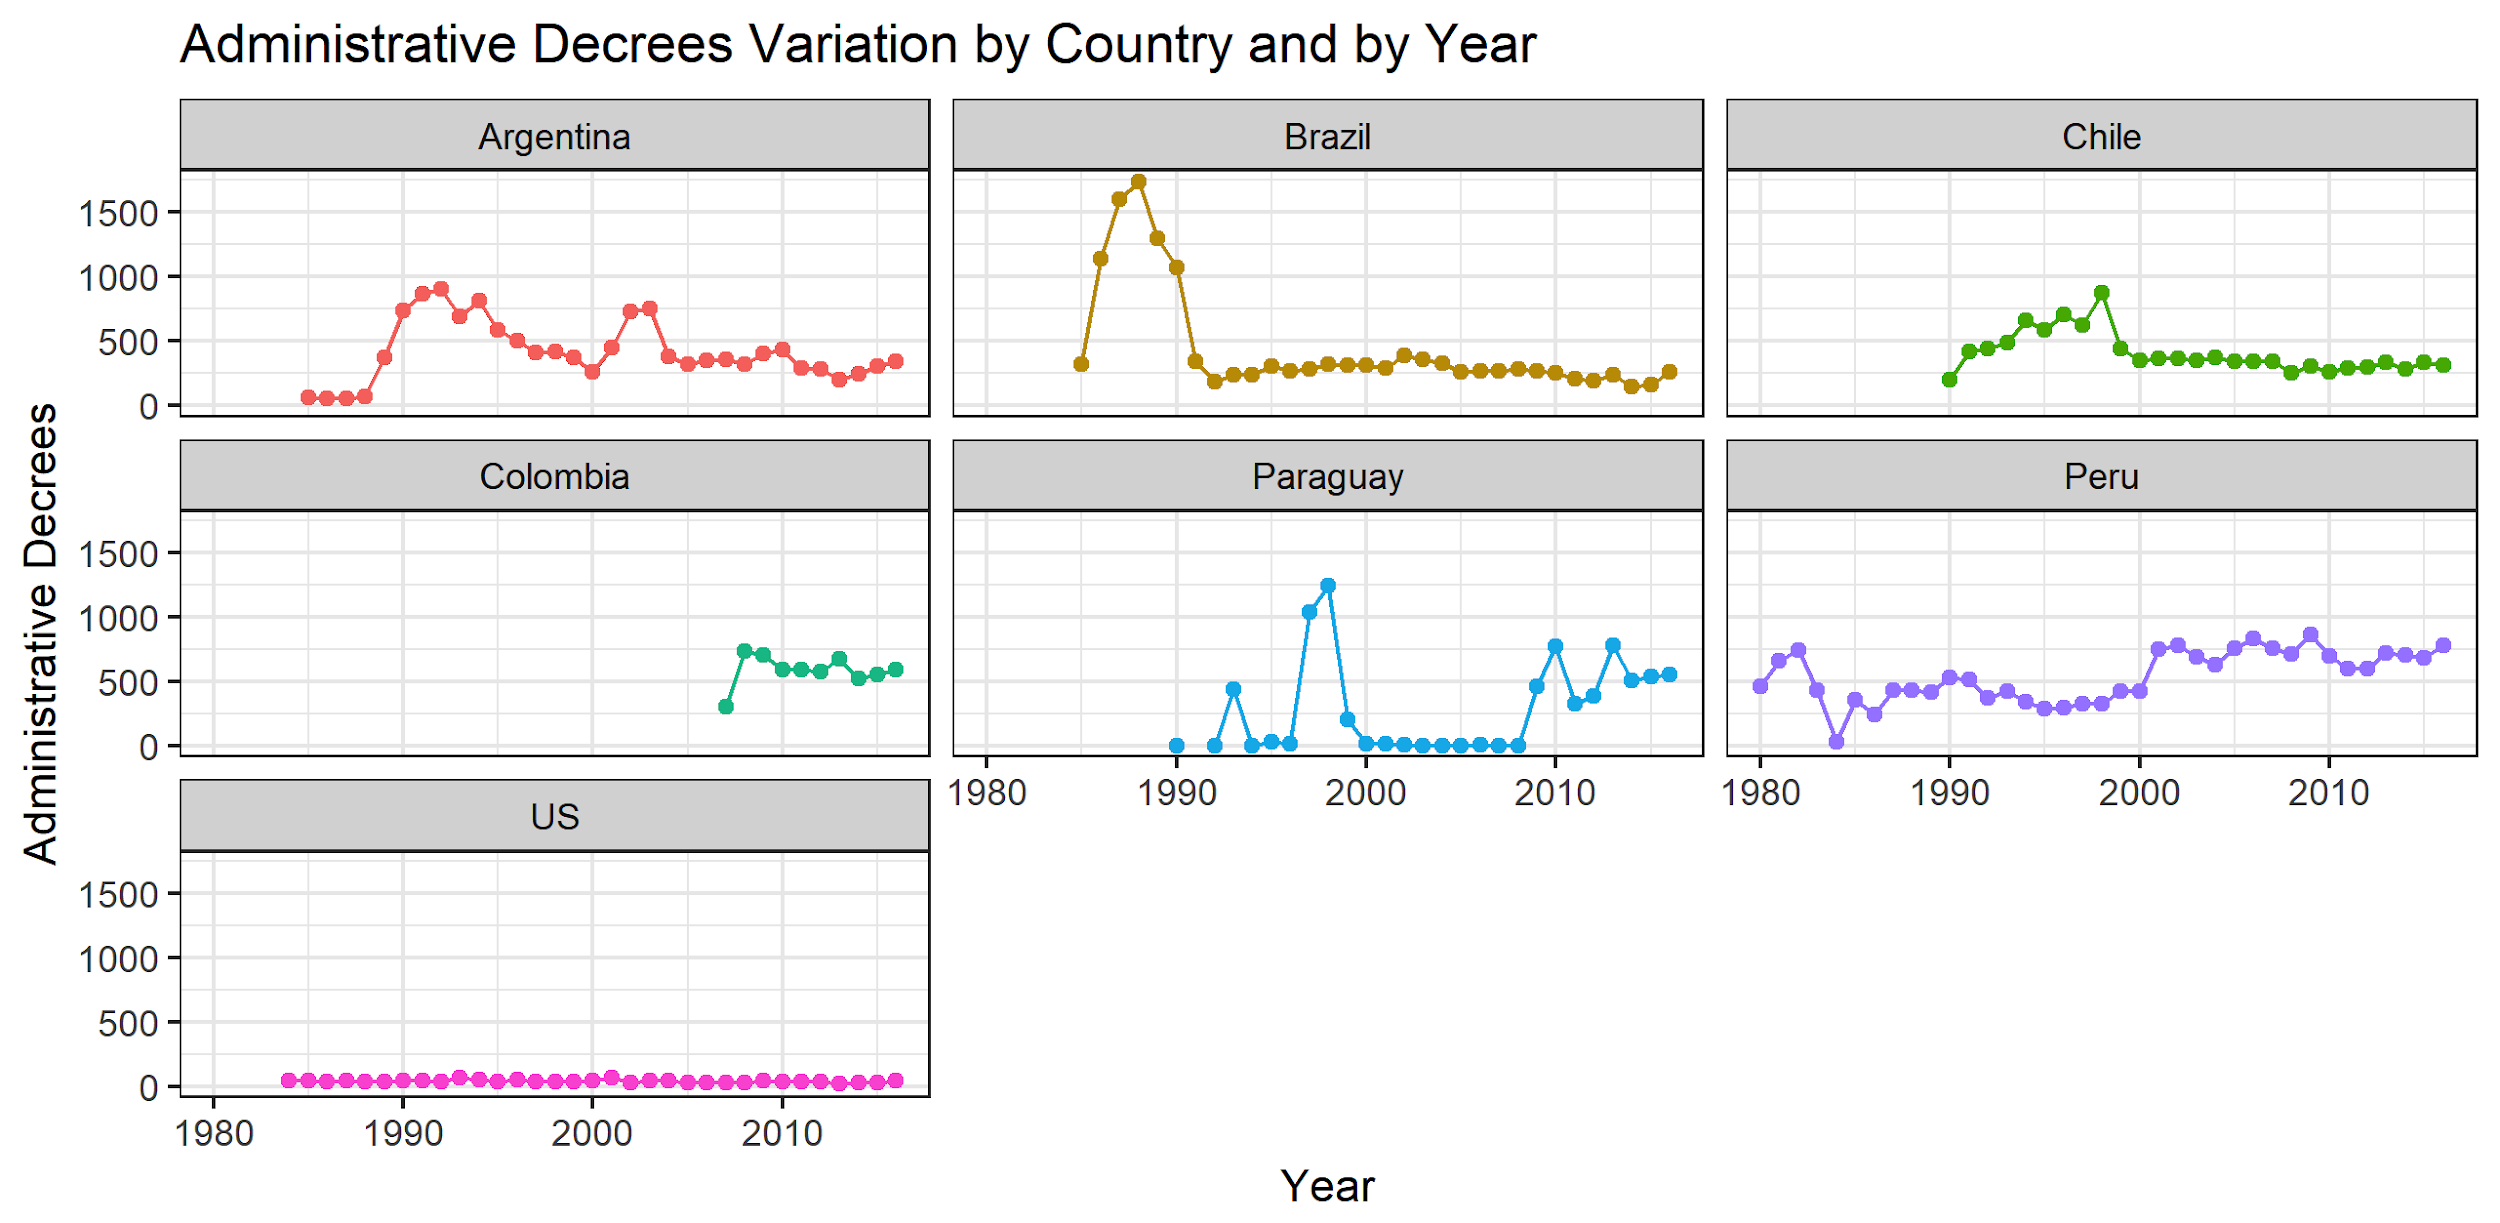 Administrative Decrees Variation by Country and by Year
Argentina
Brazil
Chile
1500
1000
500
0
Colombia
Paraguay
Peru
1500
1000
500
0
1980 1990 2000 2010
1980 1990 2000 2010
US
1500
1000
500
0
1980 1990 2000 2010
Administrative Decrees
Year